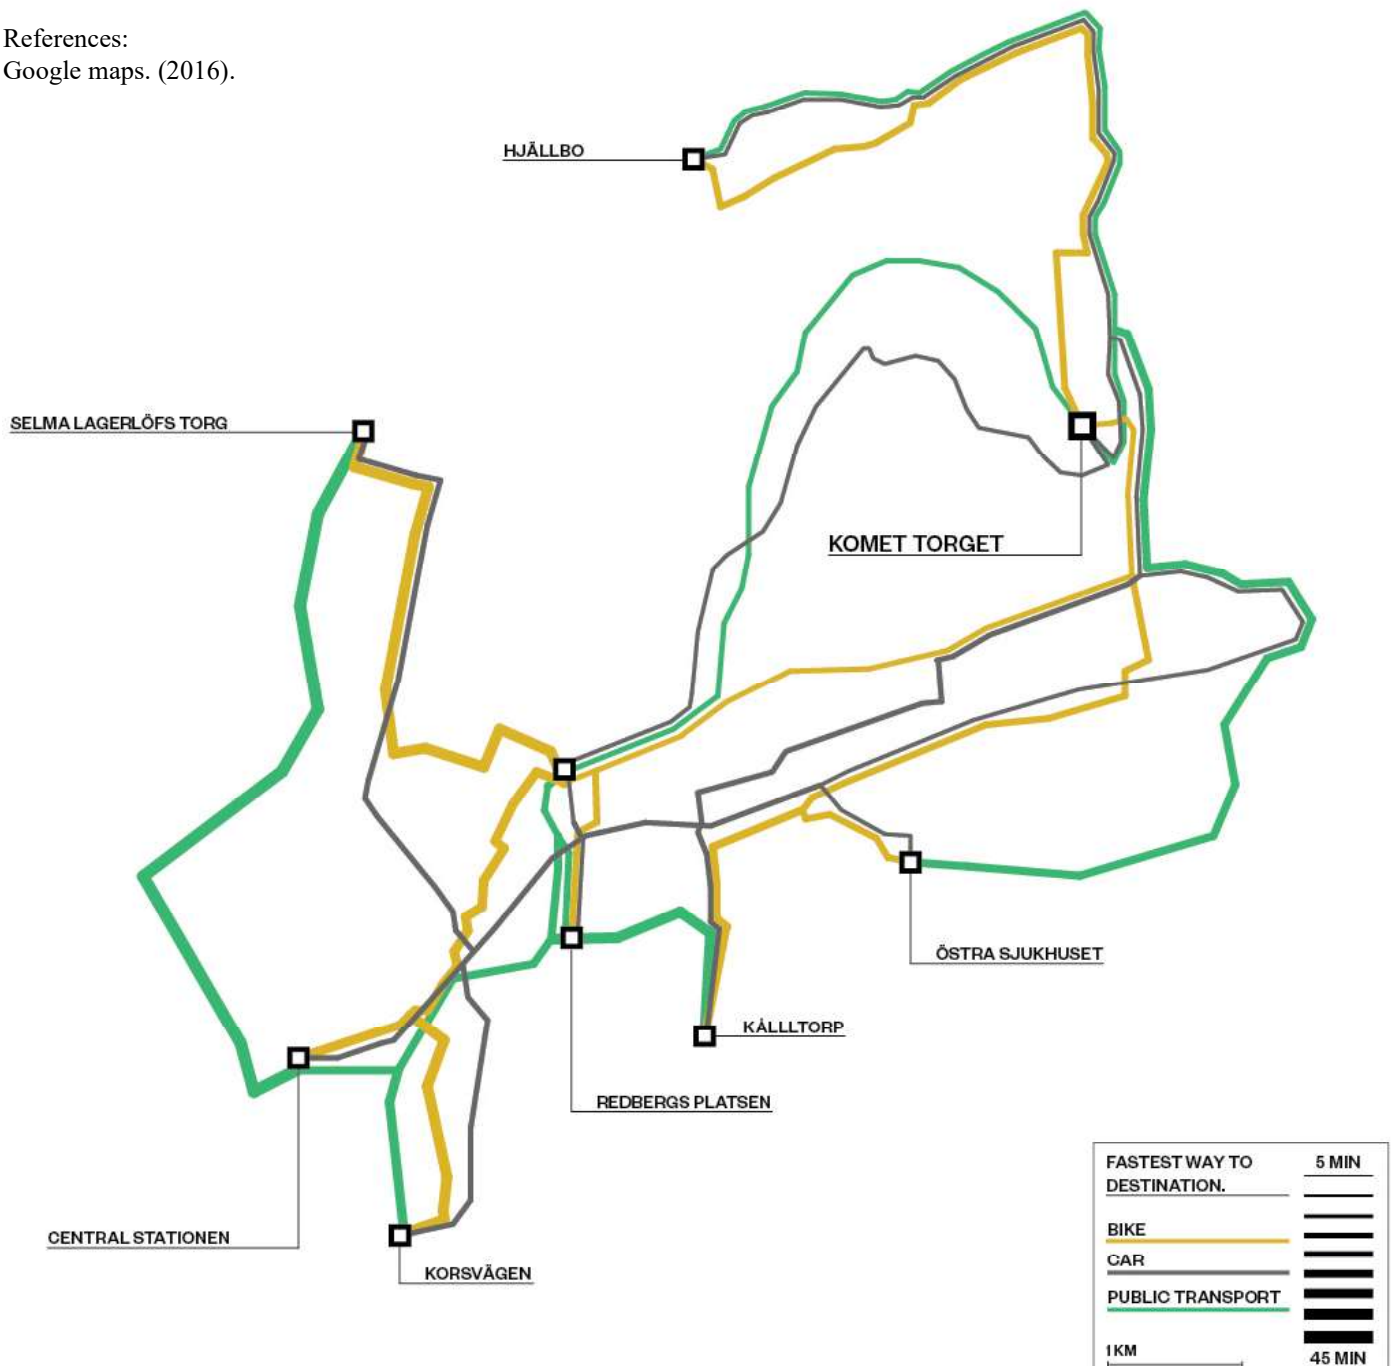 References:
Google maps. (2016).
HJÄLLBO
SELMA LAGERLÖFS TORG
KOMET TORGET
ÖSTRA SJUKHUSET
KÅLLLTORP
REDBERGS PLATSEN
CENTRAL STATIONEN
KORSVÄGEN
FASTEST WAY TO
DESTINATION.
5 MIN
BIKE
CAR
PUBLIC TRANSPORT
1 KM
45 MIN